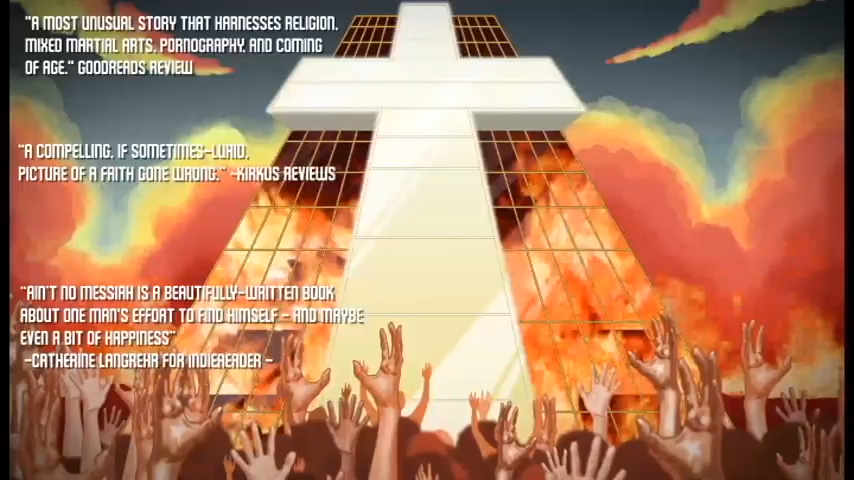 "A MOST UNUSUAL STORY THAT HARNESSES RELIGION,
MIXED MARTIAL ARTS, PORNOGRAPHY, AND COMING
OF AGE." GOODREADS REVIEW
"A COMPELLING, IF SOMETIMES-LURID,
PICTURE OF A FAITH GONE WRONG." -KIRKUS REVIEWS
"AIN'T NO MESSIAH IS A BEAUTIFULLY-WRITTEN BOOK
ABOUT ONE MAN'S EFFORT TO FIND HIMSELF - AND MAYBE
EVEN A BIT OF HAPPINESS"
-CATHERINE LANGREHR FOR INDIEREADER -